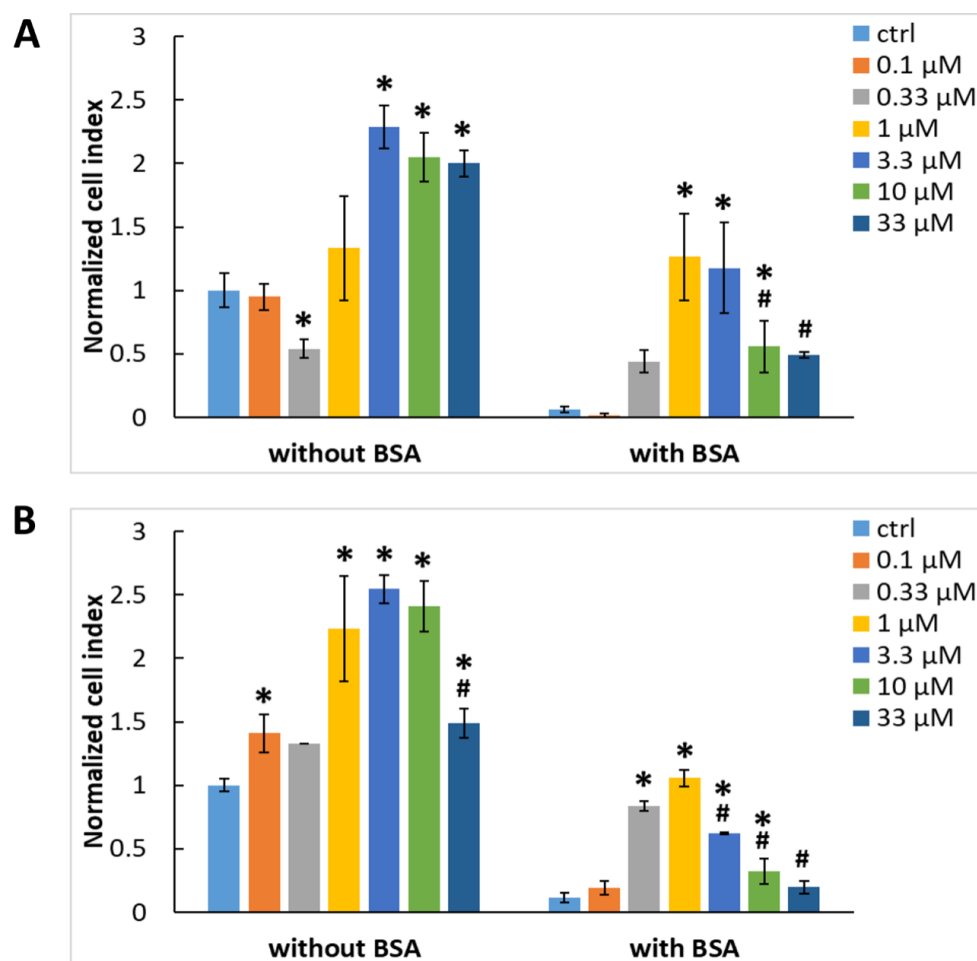 A
Normalized cell index
3
2.5
2
1.5
1
0.5
0
* * * * * * * # #
without BSA
with BSA
ctrl
0.1 µM
0.33 µM
1 µM
3.3 µM
10 µM
33 µM
B
Normalized cell index
3
2.5
2
1.5
1
0.5
0
* * * * * # * * * # * # #
without BSA
with BSA
ctrl
0.1 µM
0.33 µM
1 µM
3.3 µM
10 µM
33 µM